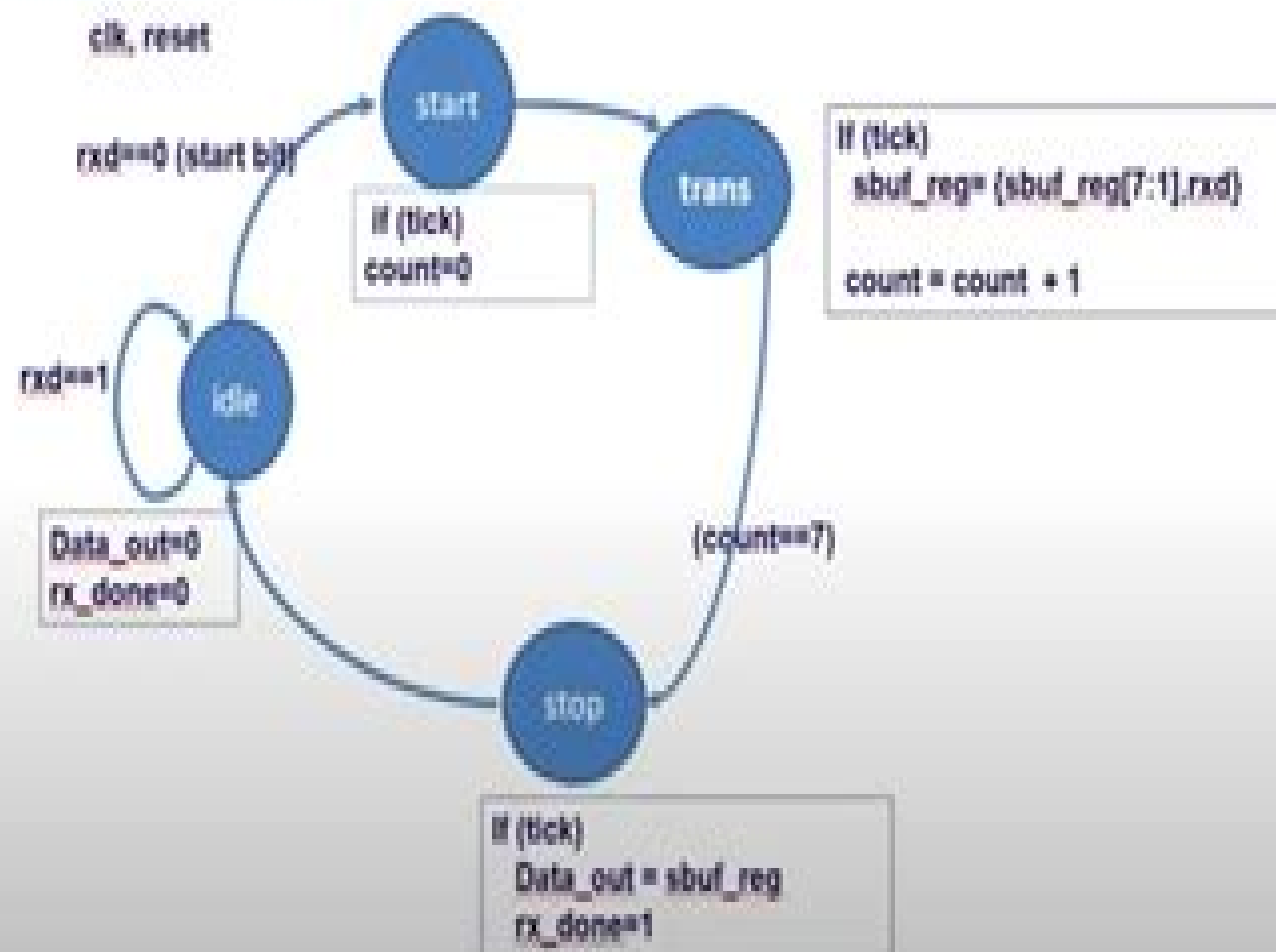 clk, reset
start
rxd==0 (start bit)
trans
If (tick)
sbuf_reg= {sbuf_reg[7:1],rxd}
count = count + 1
if (tick)
count=0
rxd==1
idle
Data_out=0
rx_done=0
(count==7)
stop
If (tick)
Data_out = sbuf_reg
rx_done=1